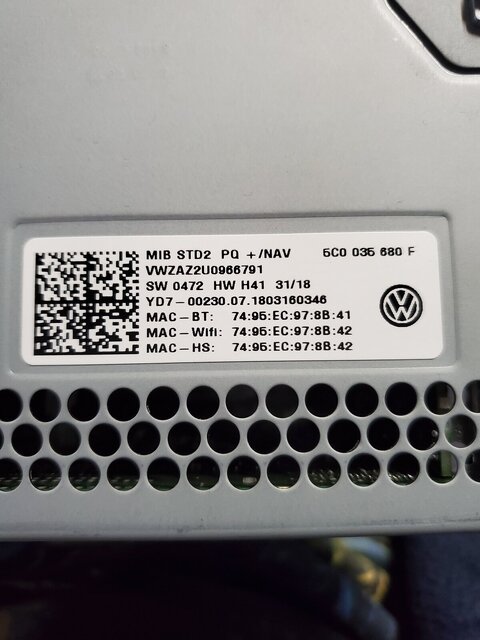 MIB STD2 PQ +/NAV 5C0 035 680 F
VWZAZ2U0966791
SW 0472 HW H41 31/18
YD7-00230.07.1803160346
MAC-BT: 74:95:EC:97:8B:41
MAC-Wifi: 74:95:EC:97:8B:42
MAC-HS: 74:95:EC:97:8B:42